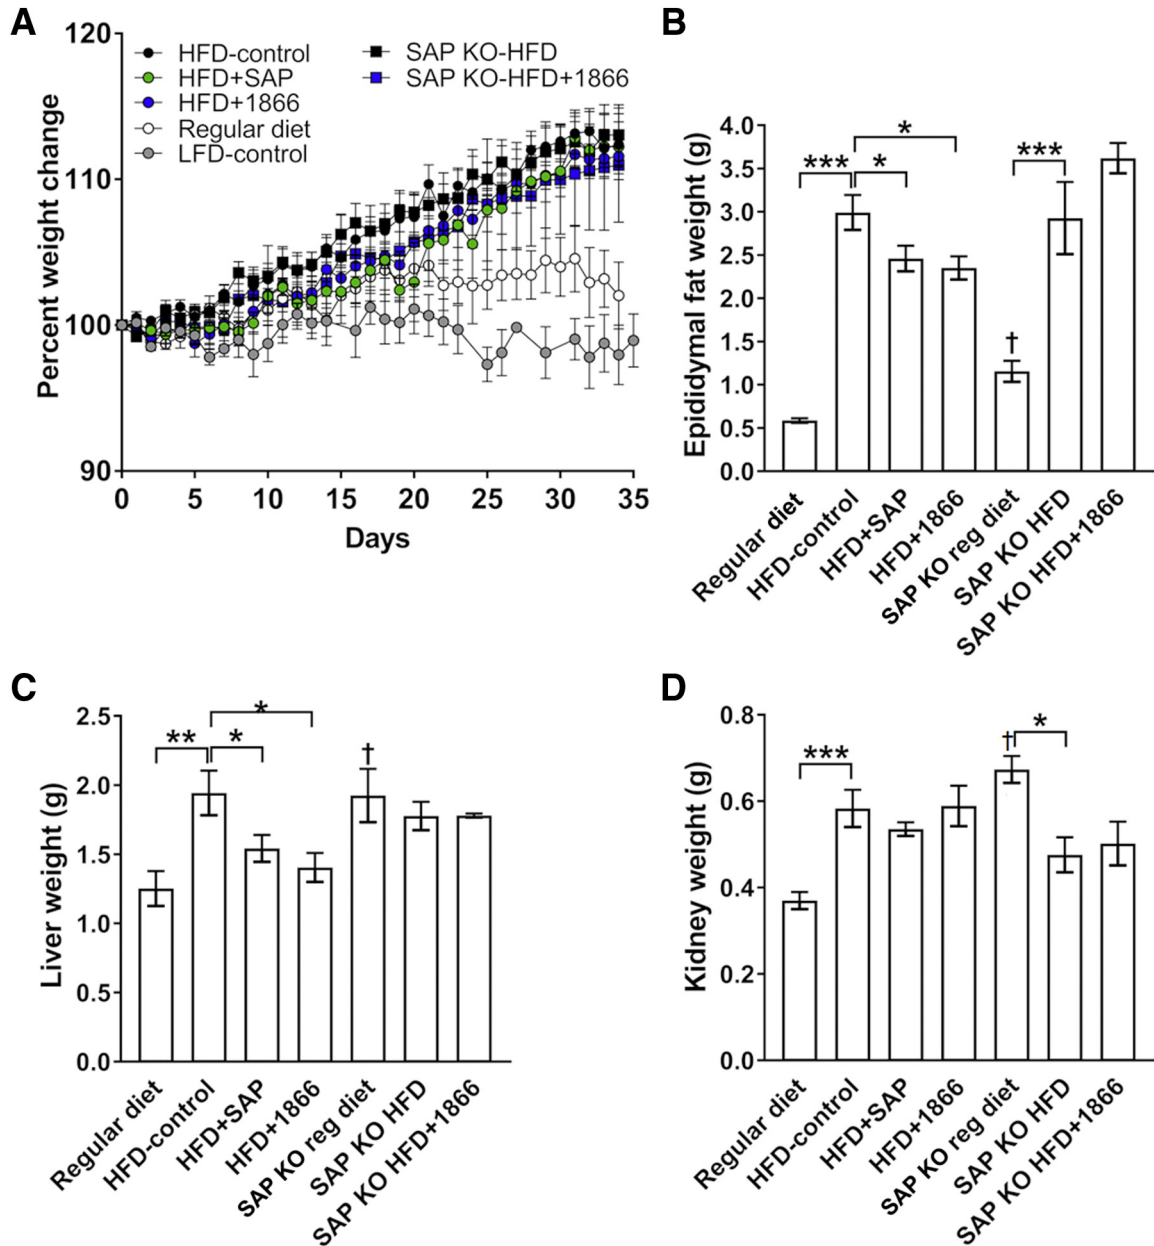 A
Percent weight change
120
110
100
90
HFD-control
HFD+SAP
HFD+1866
Regular diet
LFD-control
SAP KO-HFD
SAP KO-HFD+1866
0 5 10 15 20 25 30 35
Days
B
Epididymal fat weight (g)
4.0
3.5
3.0
2.5
2.0
1.5
1.0
0.5
0.0
*
*** *
***
†
Regular diet
HFD-control
HFD+SAP
HFD+1866
SAP KO reg diet
SAP KO HFD
SAP KO HFD+1866
C
Liver weight (g)
2.5
2.0
1.5
1.0
0.5
0.0
*
** *
†
Regular diet
HFD-control
HFD+SAP
HFD+1866
SAP KO reg diet
SAP KO HFD
SAP KO HFD+1866
D
Kidney weight (g)
0.8
0.6
0.4
0.2
0.0
***
† *
Regular diet
HFD-control
HFD+SAP
HFD+1866
SAP KO reg diet
SAP KO HFD
SAP KO HFD+1866